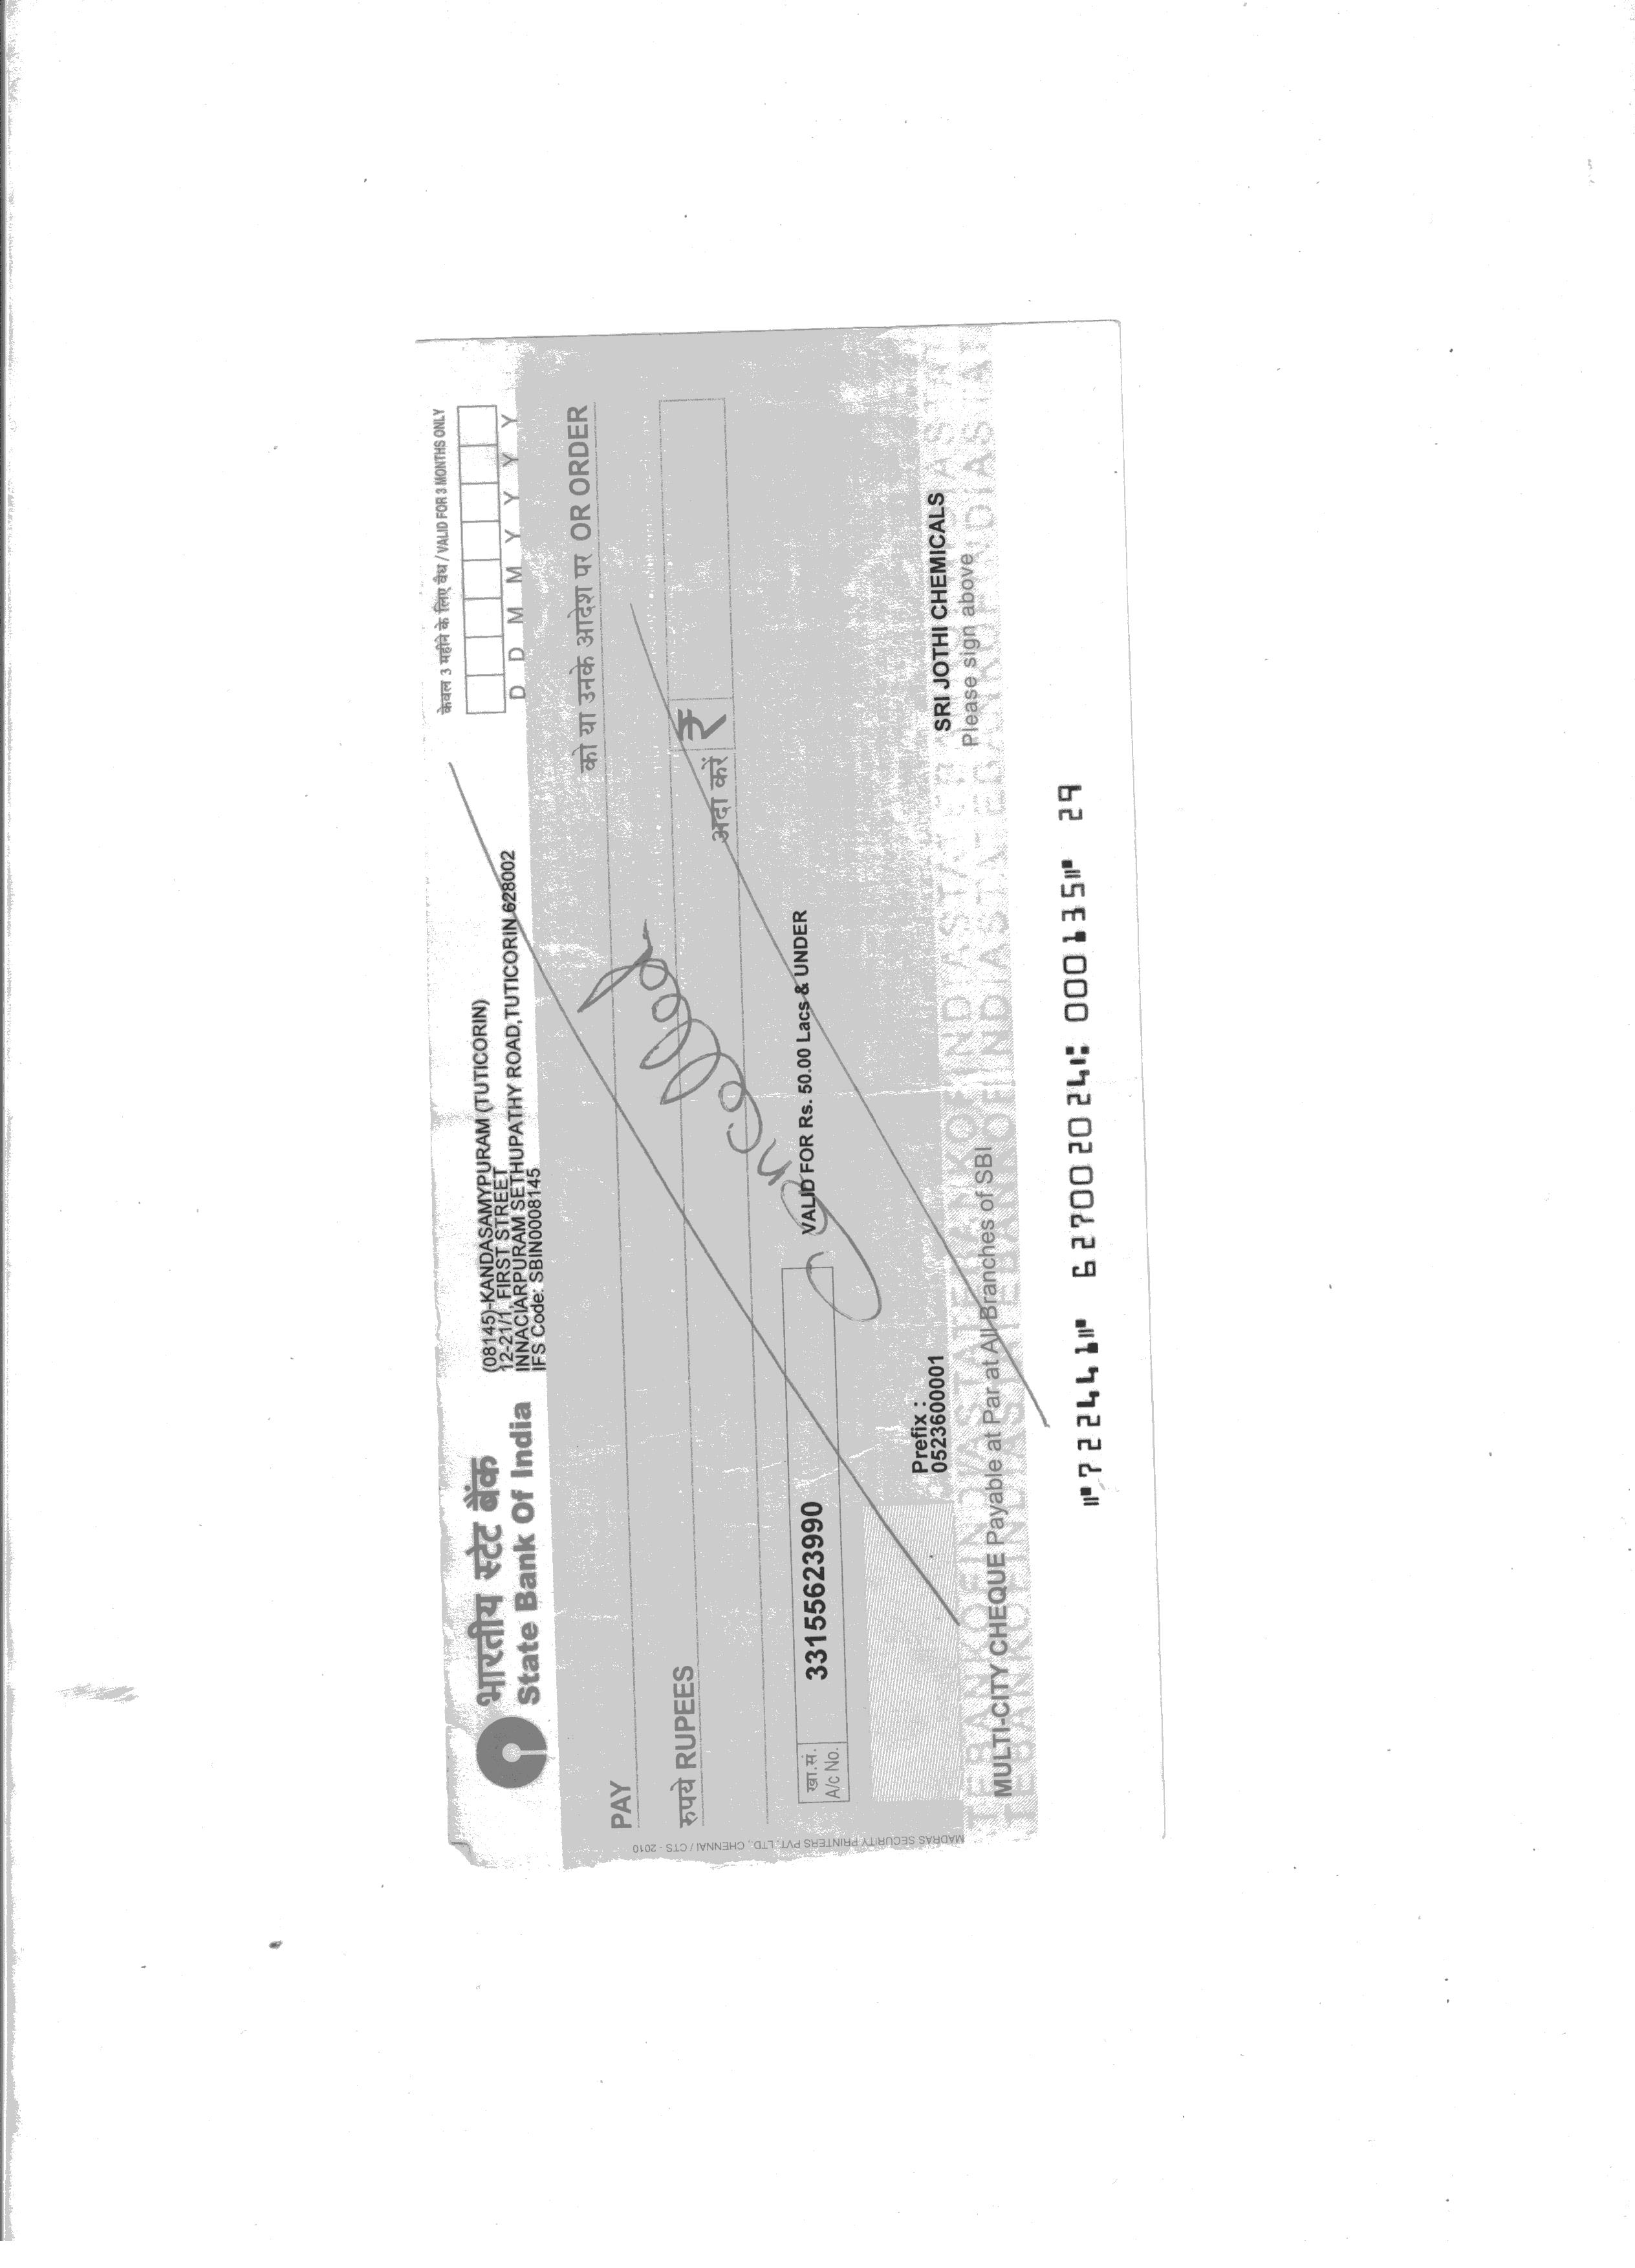 केवल 3 महीने के लिए वैध / VALID FOR 3 MONTHS ONLY
भारतीय स्टेट बैंक
State Bank Of India
(08145)-KANDASAMYPURAM (TUTICORIN)
12-21/1, FIRST STREET
INNACIARPURAM SETHUPATHY ROAD,TUTICORIN 628002
IFS Code: SBIN0008145
D D M M Y Y Y Y
PAY
को या उनके आदेश पर OR ORDER
रुपये RUPEES
अदा करें ₹
Cancelled
खा.सं.
A/c No.
33155623990
VALID FOR Rs. 50.00 Lacs & UNDER
MADRAS SECURITY PRINTERS PVT. LTD., CHENNAI / CTS - 2010
Prefix :
0523600001
SRI JOTHI CHEMICALS
Please sign above
TEBANKOFINDIASTATEBANKOFINDIASTATEBANKOFINDIASTAT
MULTI-CITY CHEQUE Payable at Par at All Branches of SBI
TEBANKOFINDIASTATEBANKOFINDIASTATEBANKOFINDIASTAT
⑈722441⑈ 627002024⑆ 000135⑈ 29